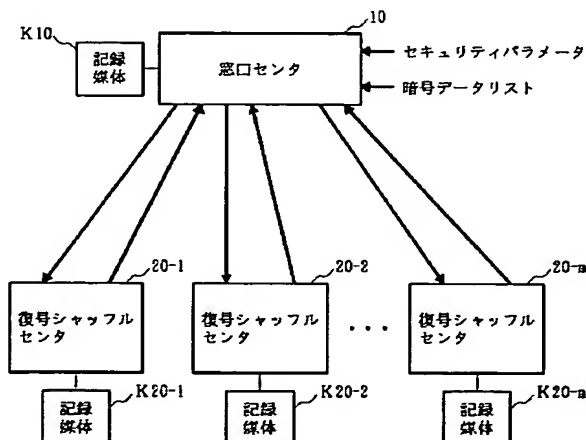 10
K10
記録
媒体
窓口センタ
セキュリティパラメータ
暗号データリスト
20-1
20-2
20-m
復号シャッフル
センタ
復号シャッフル
センタ
...
復号シャッフル
センタ
K20-1
K20-2
K20-m
記録
媒体
記録
媒体
記録
媒体